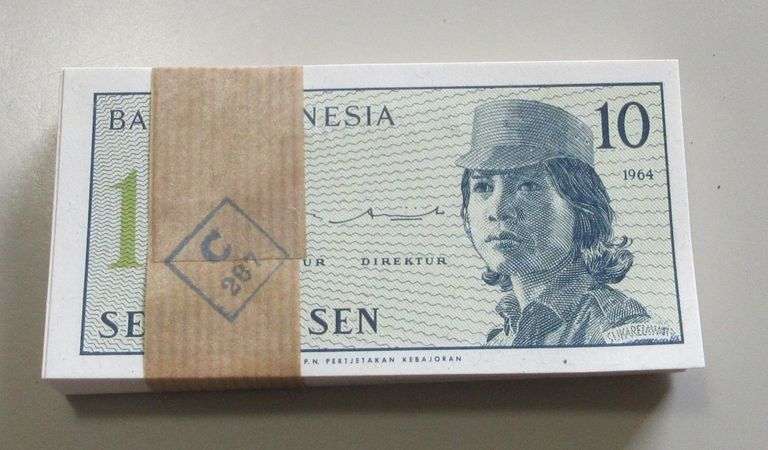 BA NESIA
10
1964
1
UR DIREKTUR
C
287
SE SEN
P.N. PERTJETAKAN KEBAJORAN